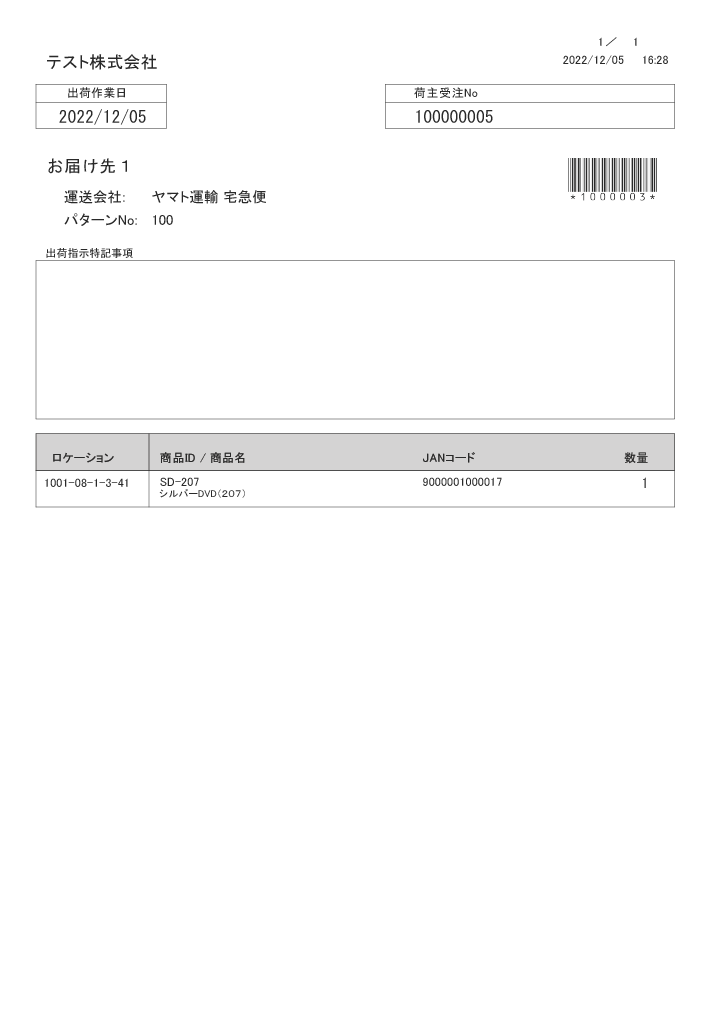 1／ 1
テスト株式会社
2022/12/05 16:28
出荷作業日
2022/12/05
荷主受注No
100000005
お届け先１
*1000003*
運送会社: ヤマト運輸 宅急便
パターンNo: 100
出荷指示特記事項
ロケーション 商品ID / 商品名 JANコード 数量
1001-08-1-3-41 SD-207 9000001000017 1
シルバーDVD(207)